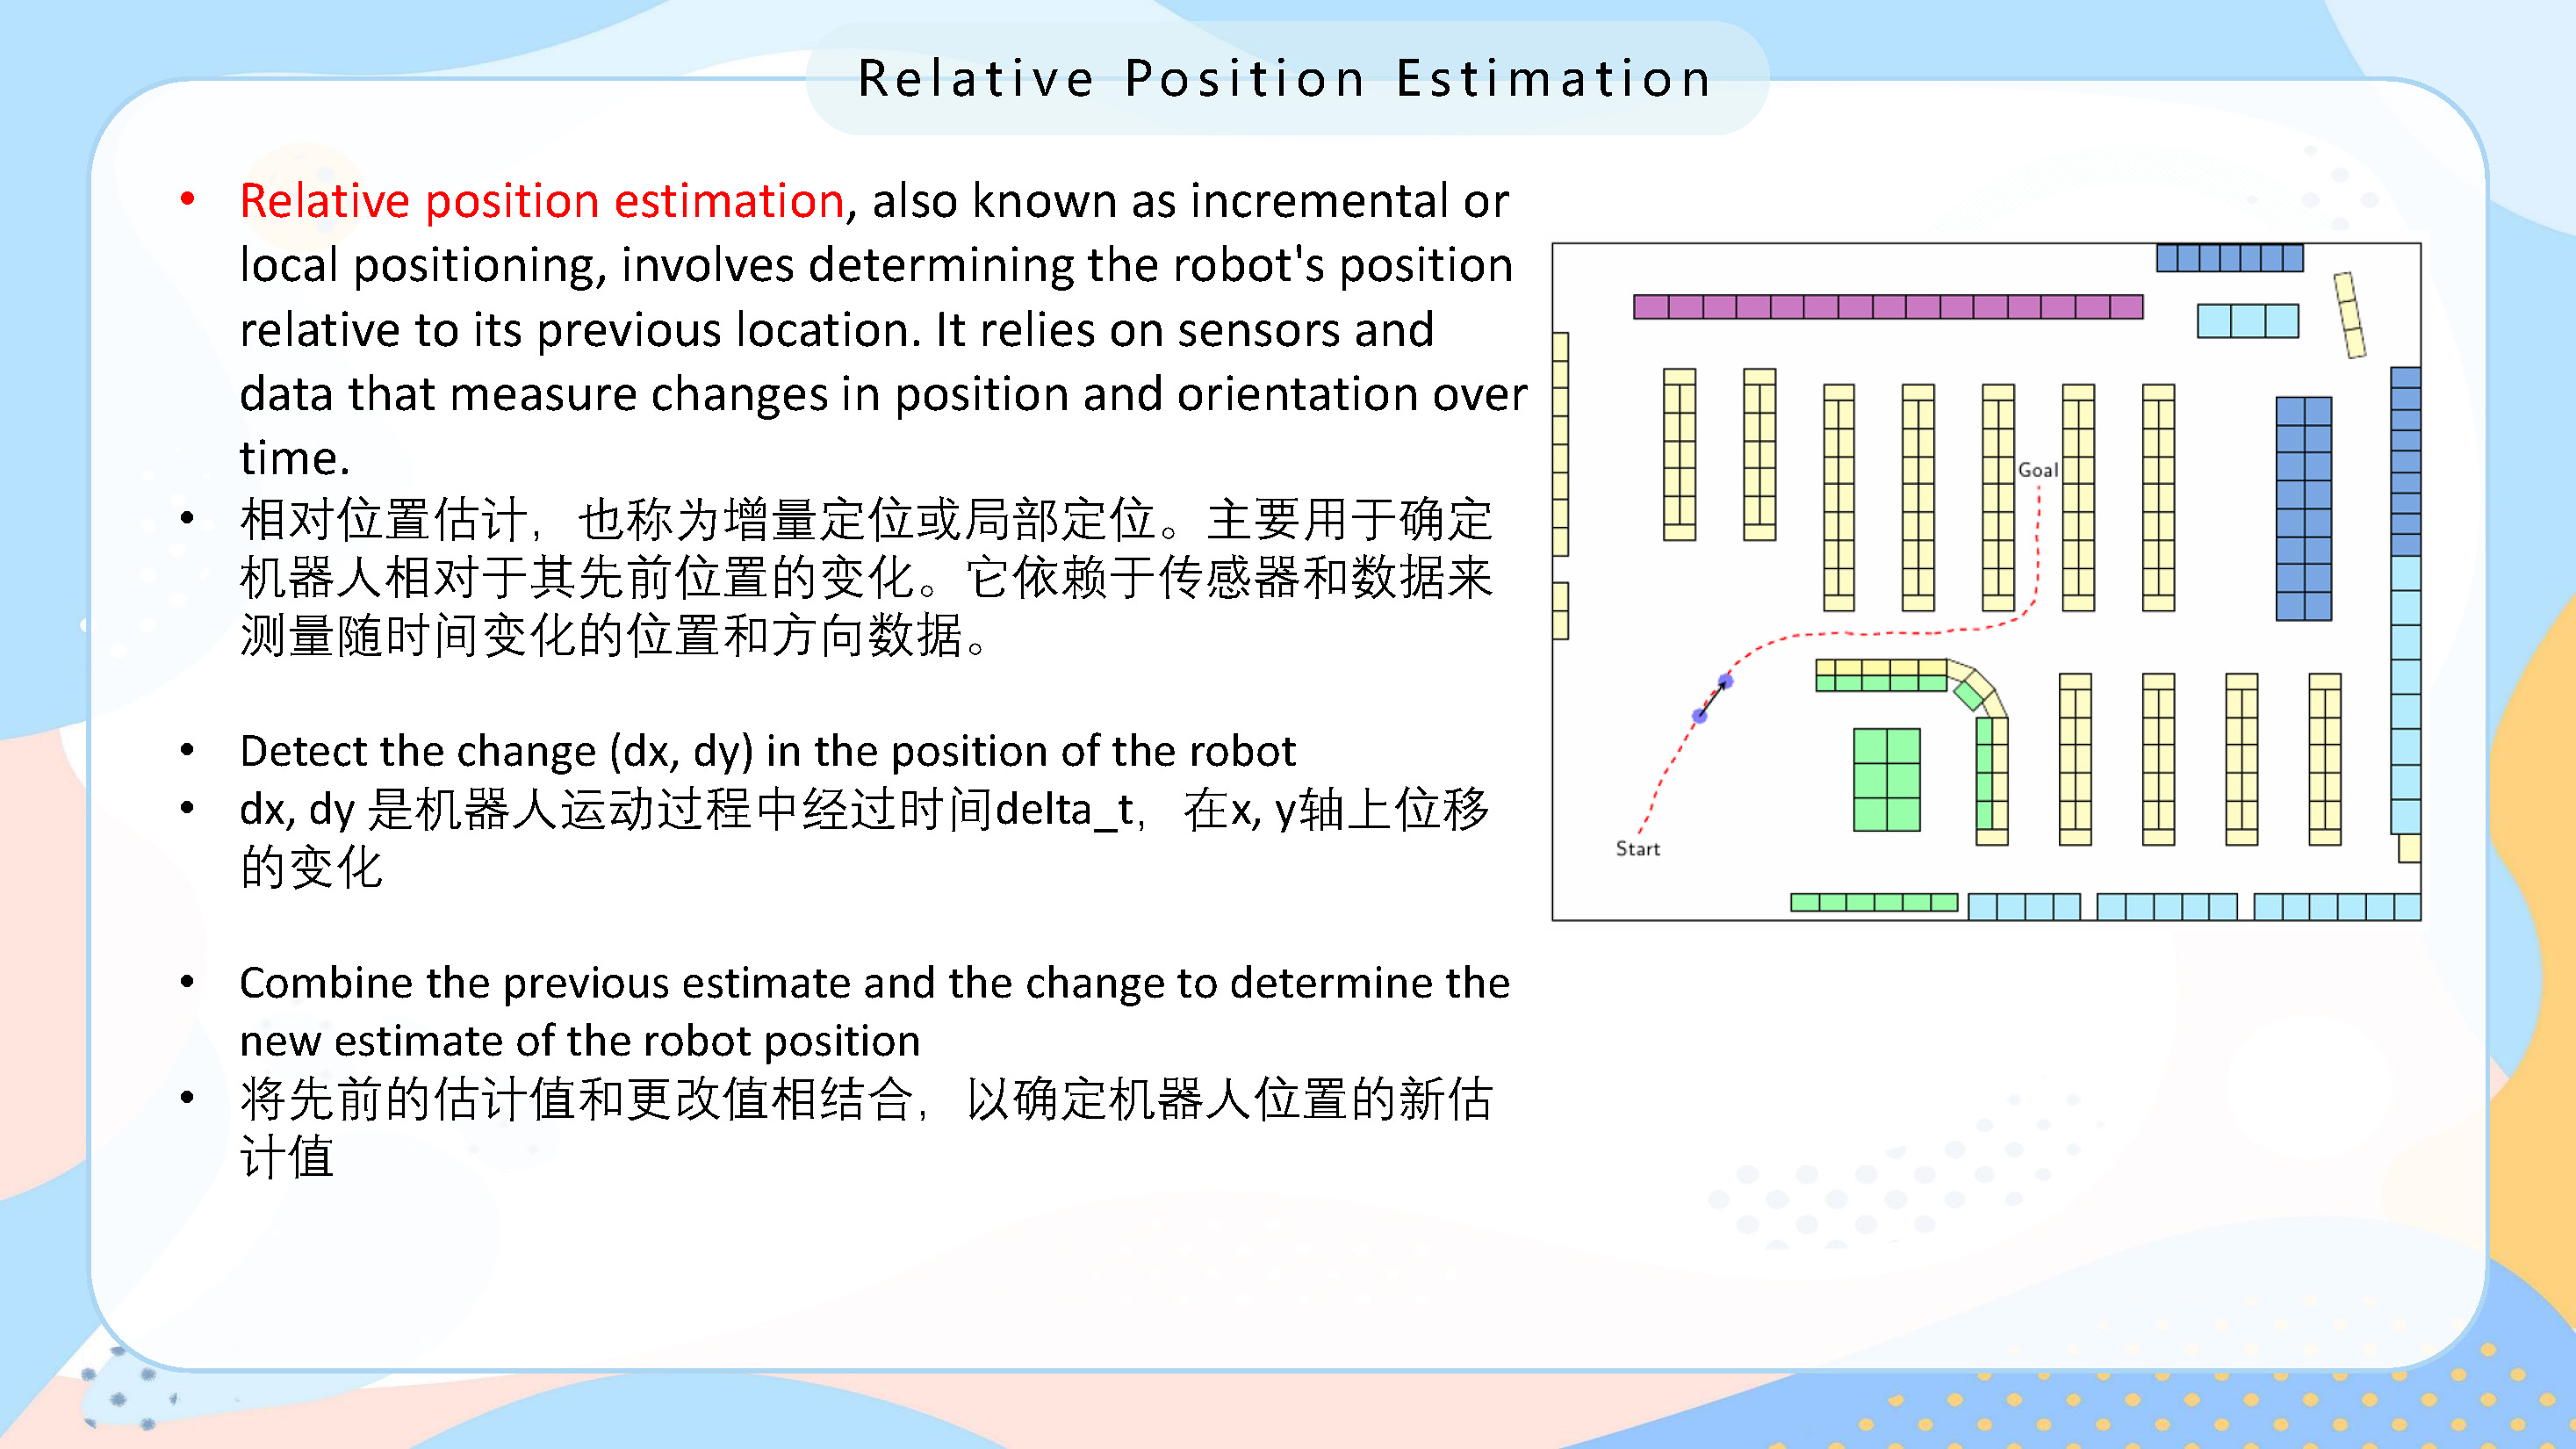 Relative Position Estimation
• Relative position estimation, also known as incremental or
local positioning, involves determining the robot's position
relative to its previous location. It relies on sensors and
data that measure changes in position and orientation over
time.
• 相对位置估计，也称为增量定位或局部定位。主要用于确定
机器人相对于其先前位置的变化。它依赖于传感器和数据来
测量随时间变化的位置和方向数据。
• Detect the change (dx, dy) in the position of the robot
• dx, dy 是机器人运动过程中经过时间delta_t，在x, y轴上位移
的变化
• Combine the previous estimate and the change to determine the
new estimate of the robot position
• 将先前的估计值和更改值相结合，以确定机器人位置的新估
计值
Goal
Start